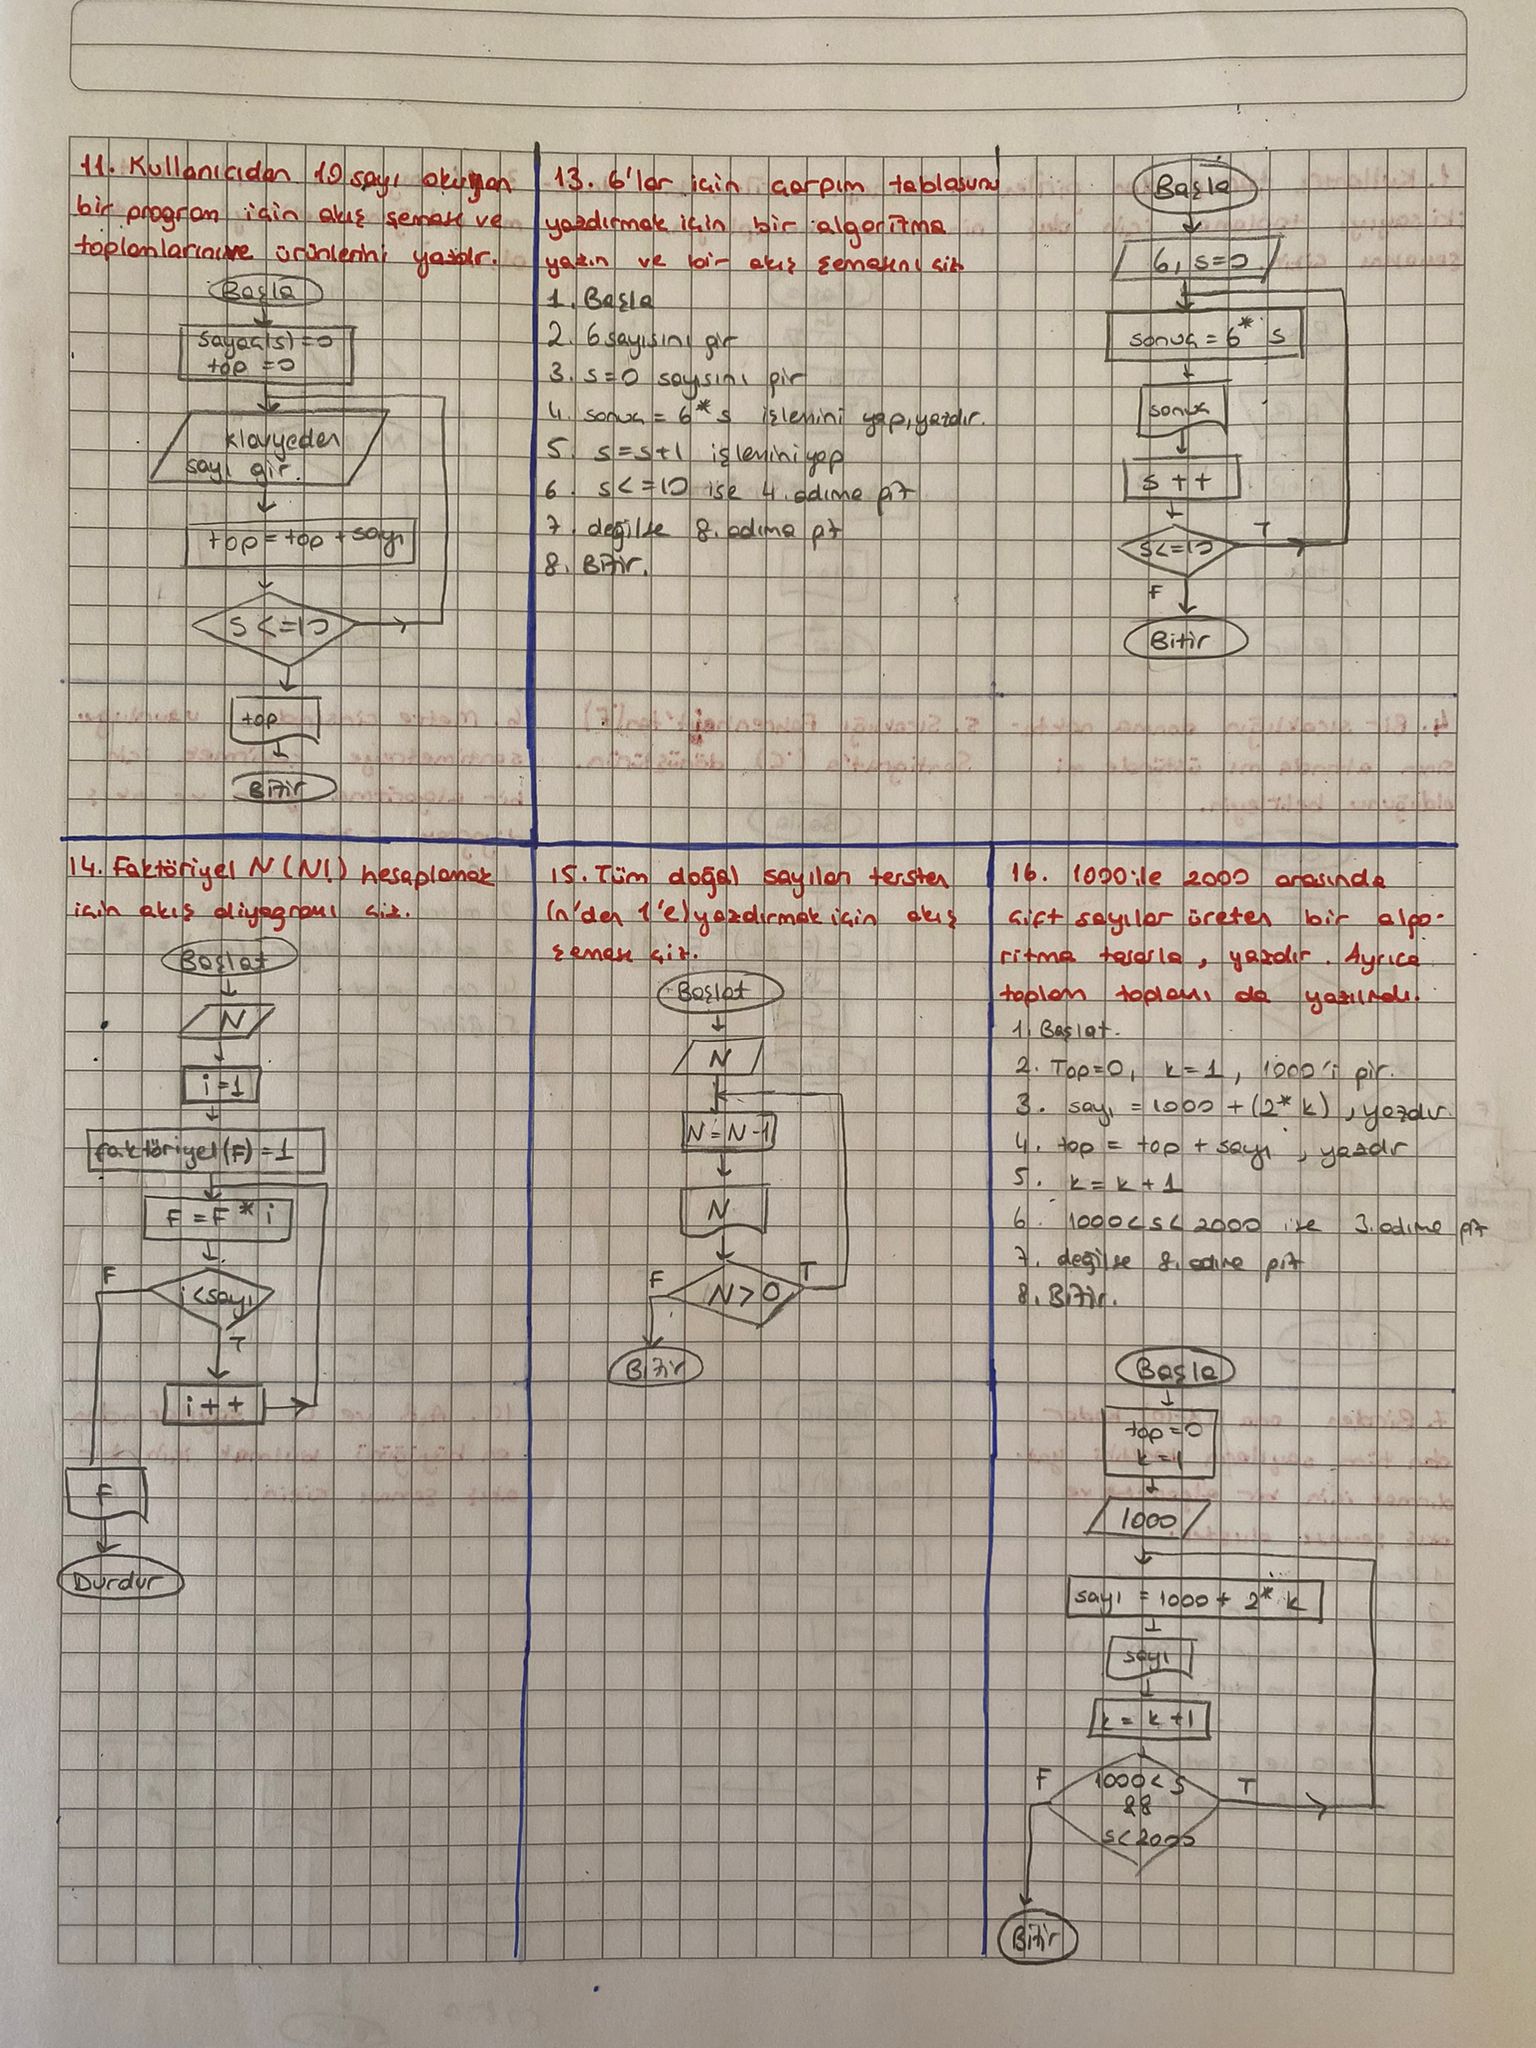 11. Kullanıcıdan 10 sayı okuyan
bir program için akış şeması ve
toplamlarını ve ürünlerini yazdır.
Başla
sayaç(s)=0
top =0
klavyeden
sayı gir.
top=top+sayı
s<=10
top
Bitir
13. 6'lar için çarpım tablosunu
yazdırmak için bir algoritma
yazın ve bir akış şemasını çiz
1. Başla
2. 6 sayısını gir
3. s=0 sayısını gir
4. sonuç = 6*s işlemini yap, yazdır.
5. s=s+1 işlemini yap
6. s<=10 ise 4. adıma git
7. değilse 8. adıma git
8. Bitir.
Başla
6, s=0
sonuç = 6* s
sonuç
s++
s<=10
T
F
Bitir
14. Faktöriyel N (N!) hesaplamak
için akış diyagramı çiz.
Başlat
N
i=1
faktöriyel(F)=1
F=F*i
F
i<sayı
T
i++
F
Durdur
15. Tüm doğal sayıları tersten
(n'den 1'e) yazdırmak için akış
şeması çiz.
Başlat
N
N=N-1
N
F
N>0
T
Bitir
16. 1000 ile 2000 arasında
çift sayılar üreten bir algo-
ritma tasarla, yazdır. Ayrıca
toplam toplamı da yazılmalı.
1. Başlat.
2. Top=0, k=1, 1000'i gir.
3. sayı = 1000 + (2*k), yazdır
4. top = top + sayı, yazdır
5. k=k+1
6. 1000<s<2000 ise 3. adıma git
7. değilse 8. adıma git
8. Bitir.
Başla
top=0
k=1
1000
sayı = 1000 + 2* k
sayı
k = k+1
F
1000<s
&&
s<2000
T
Bitir